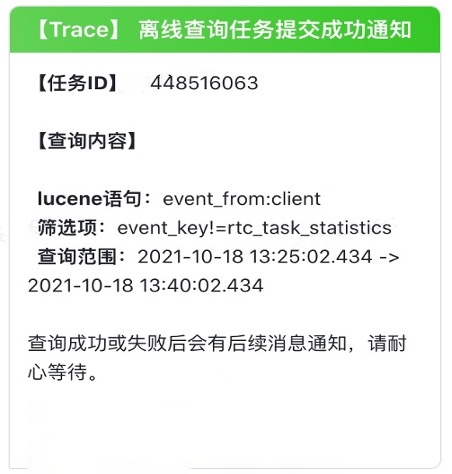 【Trace】 离线查询任务提交成功通知
【任务ID】 448516063
【查询内容】
lucene语句：event_from:client
筛选项：event_key!=rtc_task_statistics
查询范围：2021-10-18 13:25:02.434 ->
2021-10-18 13:40:02.434
查询成功或失败后会有后续消息通知，请耐
心等待。